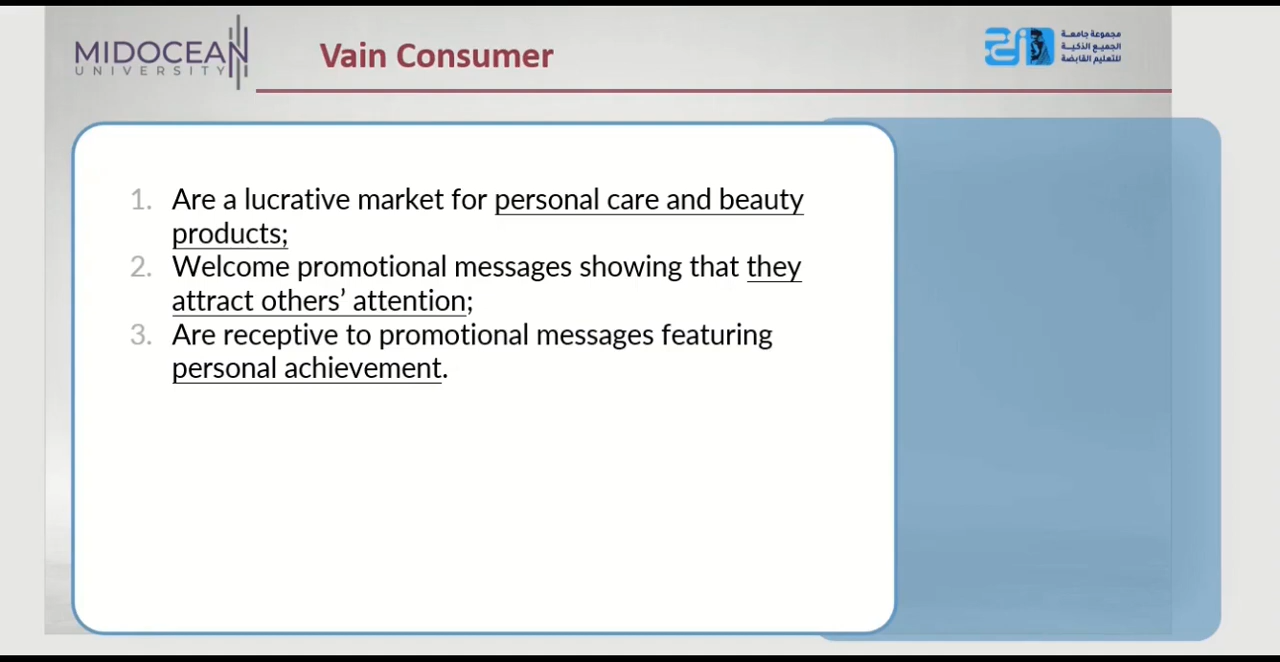 MIDOCEAN
UNIVERSITY
Vain Consumer
مجموعة جامعة
الجميع الذكية
للتعليم القابضة
1. Are a lucrative market for personal care and beauty
products;
2. Welcome promotional messages showing that they
attract others’ attention;
3. Are receptive to promotional messages featuring
personal achievement.